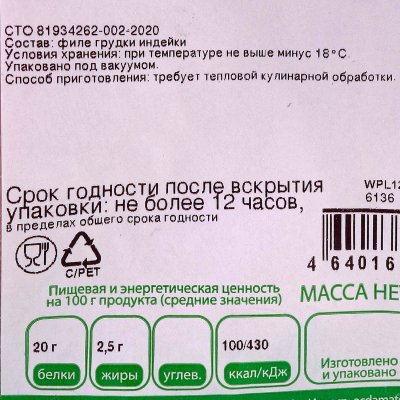 СТО 81934262-002-2020
Состав: филе грудки индейки
Условия хранения: при температуре не выше минус 18°С.
Упаковано под вакуумом.
Способ приготовления: требует тепловой кулинарной обработки.
Срок годности после вскрытия
упаковки: не более 12 часов,
в пределах общего срока годности
WPL12
6136
C/PET
4 64016
Пищевая и энергетическая ценность
на 100 г продукта (средние значения)
МАССА НЕ
20 г
2,5 г
100/430
белки
жиры
углев.
ккал/кДж
Изготовлено
и упаковано